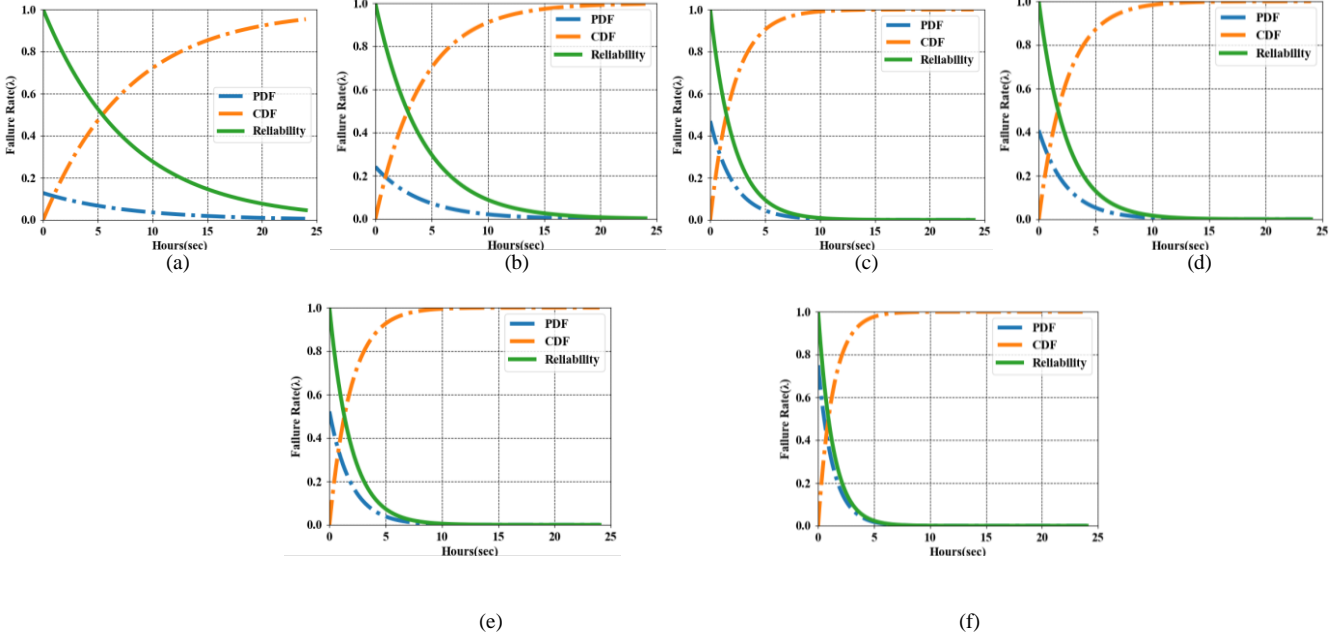 1.0
0.8
0.6
0.4
0.2
0.0
Failure Rate(λ)
PDF
CDF
Reliability
0 5 10 15 20 25
Hours(sec)
(a)
1.0
0.8
0.6
0.4
0.2
0.0
Failure Rate(λ)
PDF
CDF
Reliability
0 5 10 15 20 25
Hours(sec)
(b)
1.0
0.8
0.6
0.4
0.2
0.0
Failure Rate(λ)
PDF
CDF
Reliability
0 5 10 15 20 25
Hours(sec)
(c)
1.0
0.8
0.6
0.4
0.2
0.0
Failure Rate(λ)
PDF
CDF
Reliability
0 5 10 15 20 25
Hours(sec)
(d)
1.0
0.8
0.6
0.4
0.2
0.0
Failure Rate(λ)
PDF
CDF
Reliability
0 5 10 15 20 25
Hours(sec)
(e)
1.0
0.8
0.6
0.4
0.2
0.0
Failure Rate(λ)
PDF
CDF
Reliability
0 5 10 15 20 25
Hours(sec)
(f)